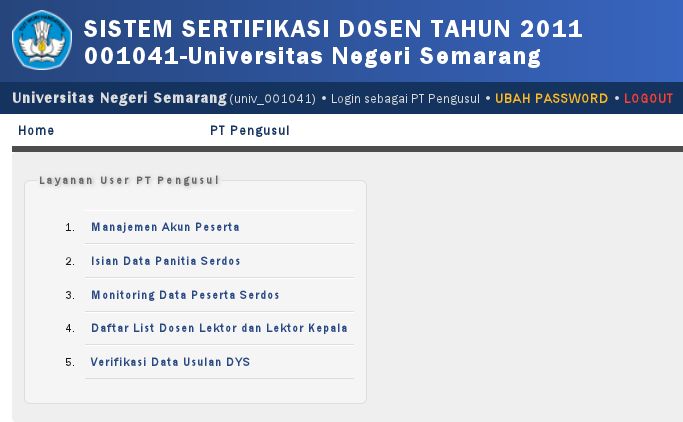 SISTEM SERTIFIKASI DOSEN TAHUN 2011
001041-Universitas Negeri Semarang
Universitas Negeri Semarang (univ_001041) • Login sebagai PT Pengusul • UBAH PASSWORD • LOGOUT
Home PT Pengusul
Layanan User PT Pengusul
1. Manajemen Akun Peserta
2. Isian Data Panitia Serdos
3. Monitoring Data Peserta Serdos
4. Daftar List Dosen Lektor dan Lektor Kepala
5. Verifikasi Data Usulan DYS